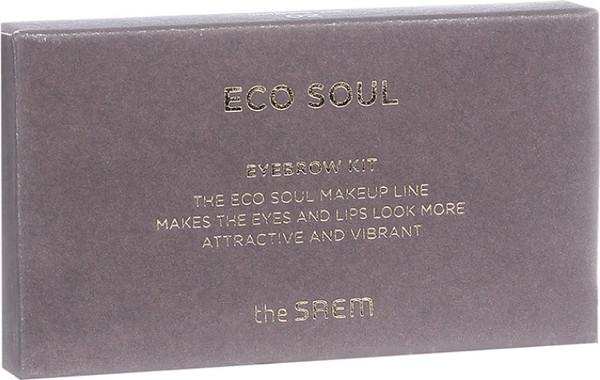 ECO SOUL
EYEBROW KIT
THE ECO SOUL MAKEUP LINE
MAKES THE EYES AND LIPS LOOK MORE
ATTRACTIVE AND VIBRANT
the SAEM